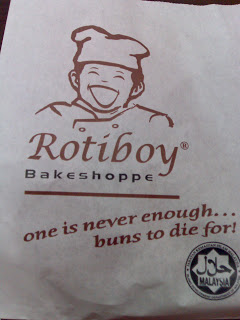 Rotiboy®
Bakeshoppe
one is never enough...
buns to die for!
حلال
MALAYSIA